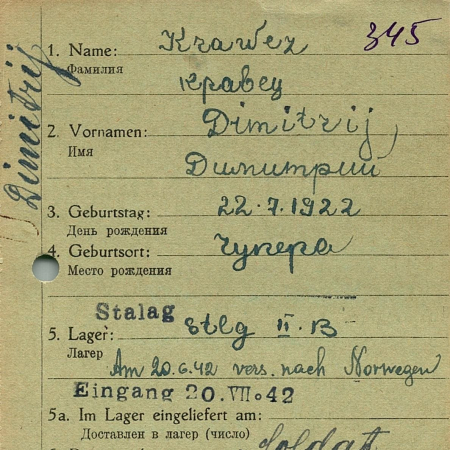 345
Dimitrij
1. Name: Krawez
Фамилия
кравец
2. Vornamen: Dimitrij
Имя
Димитрий
3. Geburtstag: 22.7.1922
День рождения
4. Geburtsort: Чупера
Место рождения
Stalag
5. Lager: Stlg II B
Лагер
Am 20.6.42 vers. nach Norwegen
Eingang 20.VII.42
5a. Im Lager eingeliefert am:
Доставлен в лагер (число)
Soldat